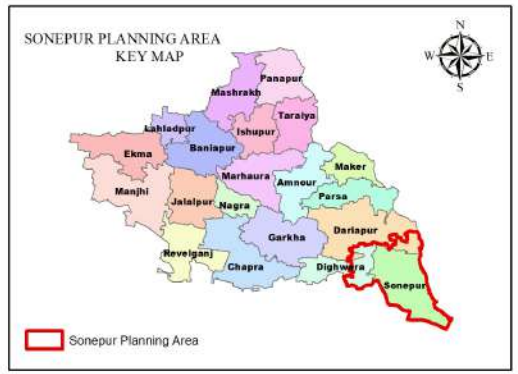 SONEPUR PLANNING AREA
KEY MAP
N
W
E
S
Panapur
Mashrakh
Taraiya
Lahladpur
Ishupur
Baniapur
Ekma
Maker
Marhaura
Amnour
Manjhi
Parsa
Jalalpur
Nagra
Dariapur
Garkha
Revelganj
Chapra
Dighwara
Sonepur
Sonepur Planning Area